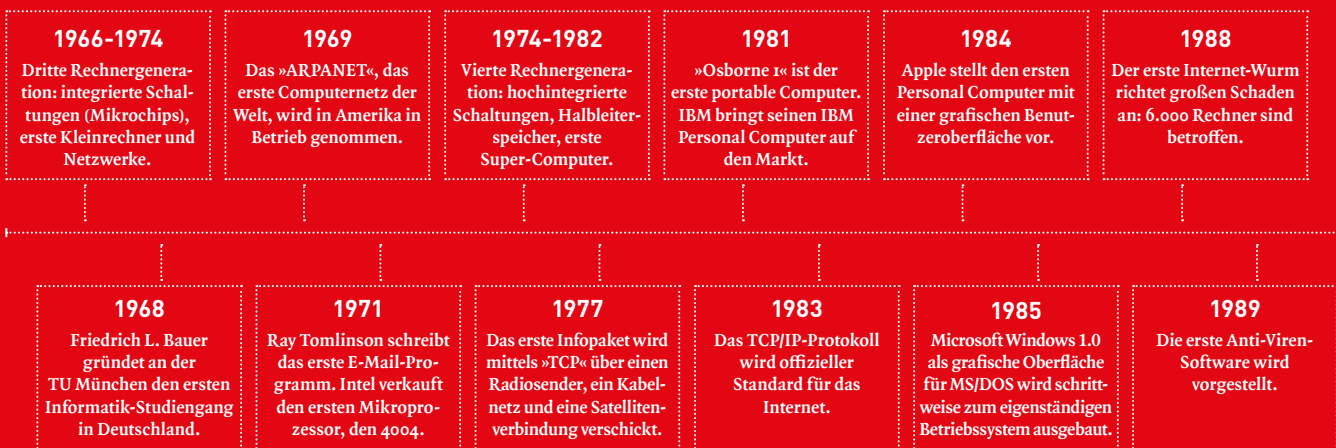 1966-1974
Dritte Rechnergenera-
tion: integrierte Schal-
tungen (Mikrochips),
erste Kleinrechner und
Netzwerke.
1969
Das »ARPANET«, das
erste Computernetz der
Welt, wird in Amerika in
Betrieb genommen.
1974-1982
Vierte Rechnergenera-
tion: hochintegrierte
Schaltungen, Halbleiter-
speicher, erste
Super-Computer.
1981
»Osborne 1« ist der
erste portable Computer.
IBM bringt seinen IBM
Personal Computer auf
den Markt.
1984
Apple stellt den ersten
Personal Computer mit
einer grafischen Benut-
zeroberfläche vor.
1988
Der erste Internet-Wurm
richtet großen Schaden
an: 6.000 Rechner sind
betroffen.
1968
Friedrich L. Bauer
gründet an der
TU München den ersten
Informatik-Studiengang
in Deutschland.
1971
Ray Tomlinson schreibt
das erste E-Mail-Pro-
gramm. Intel verkauft
den ersten Mikropro-
zessor, den 4004.
1977
Das erste Infopaket wird
mittels »TCP« über einen
Radiosender, ein Kabel-
netz und eine Satelliten-
verbindung verschickt.
1983
Das TCP/IP-Protokoll
wird offizieller
Standard für das
Internet.
1985
Microsoft Windows 1.0
als grafische Oberfläche
für MS/DOS wird schritt-
weise zum eigenständigen
Betriebssystem ausgebaut.
1989
Die erste Anti-Viren-
Software wird
vorgestellt.